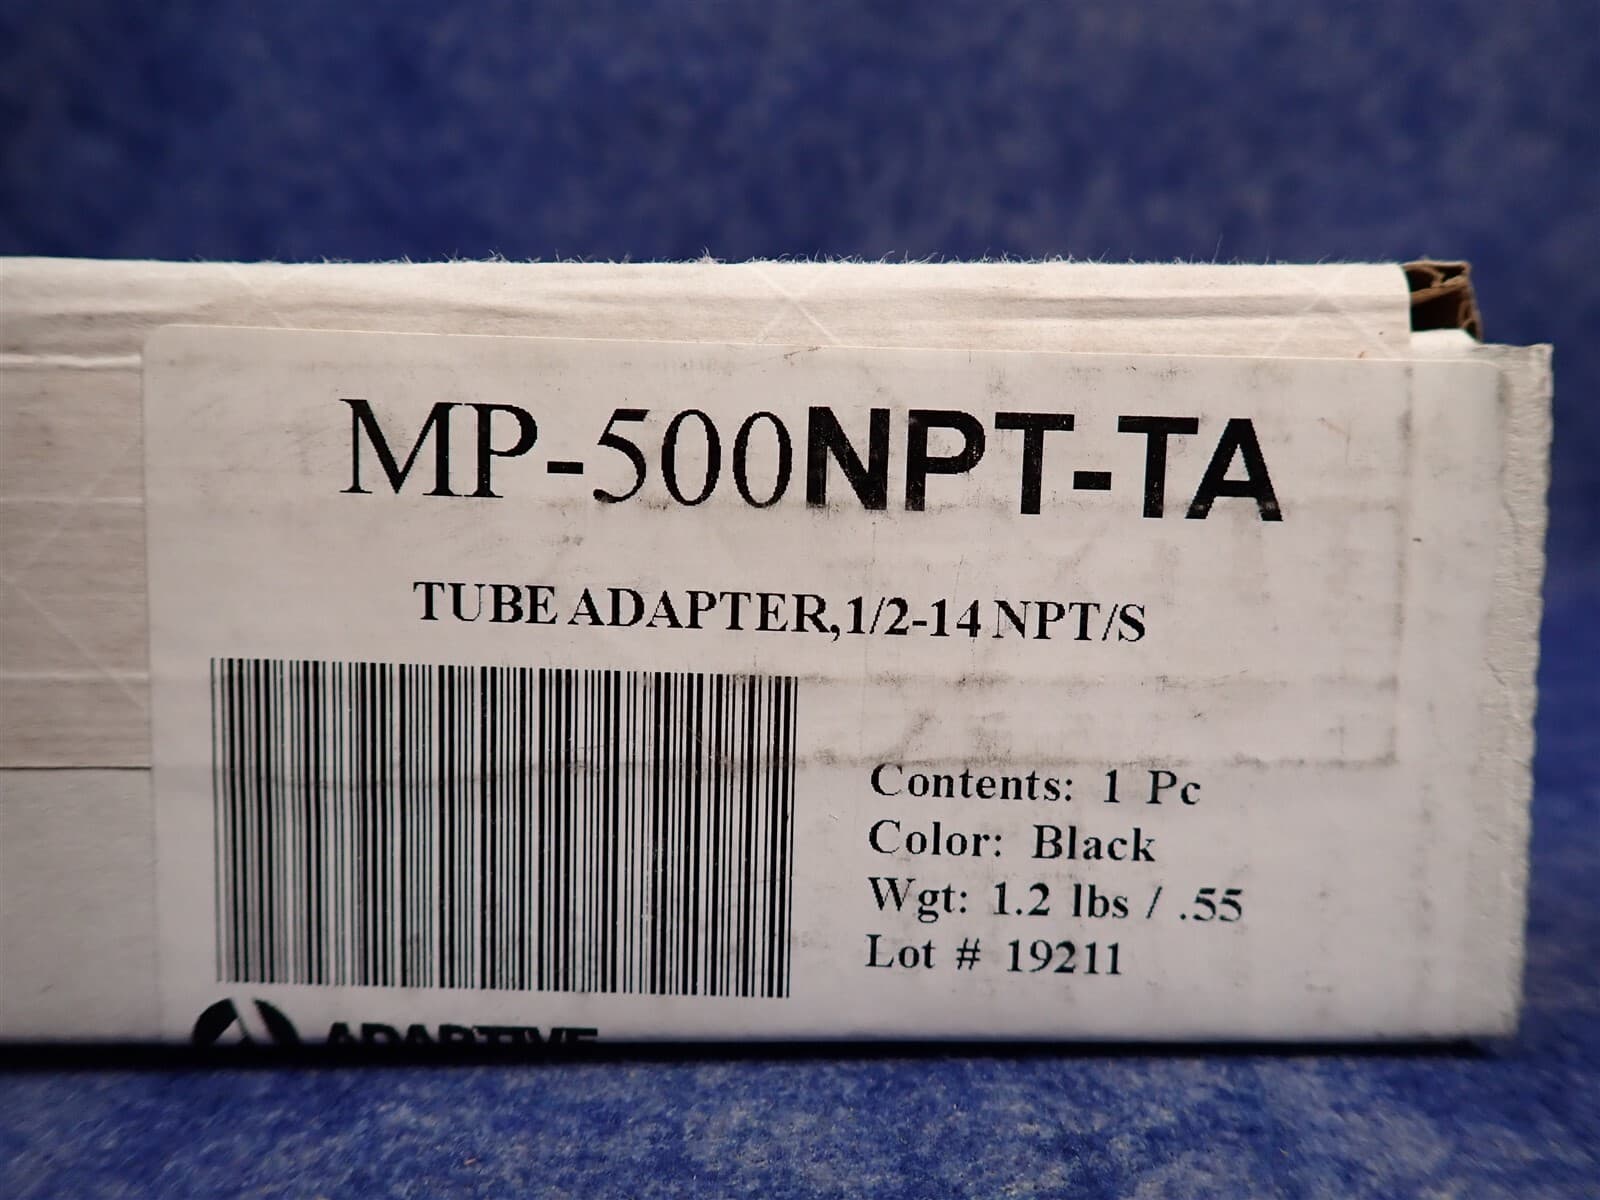 MP-500NPT-TA
TUBE ADAPTER,1/2-14 NPT/S
Contents: 1 Pc
Color: Black
Wgt: 1.2 lbs / .55
Lot # 19211
ADAPTIVE